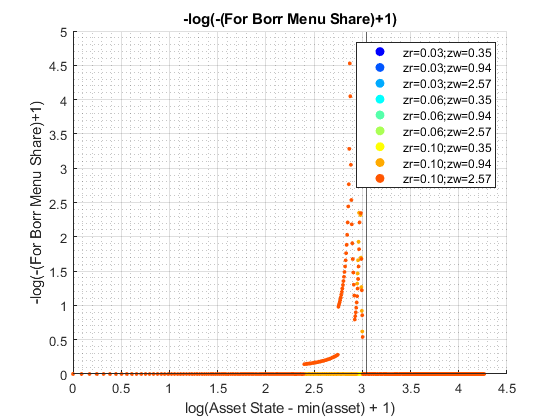 -log(-(For Borr Menu Share)+1)
-log(-(For Borr Menu Share)+1)
5
4.5
4
3.5
3
2.5
2
1.5
1
0.5
0
zr=0.03;zw=0.35
zr=0.03;zw=0.94
zr=0.03;zw=2.57
zr=0.06;zw=0.35
zr=0.06;zw=0.94
zr=0.06;zw=2.57
zr=0.10;zw=0.35
zr=0.10;zw=0.94
zr=0.10;zw=2.57
0 0.5 1 1.5 2 2.5 3 3.5 4 4.5
log(Asset State - min(asset) + 1)